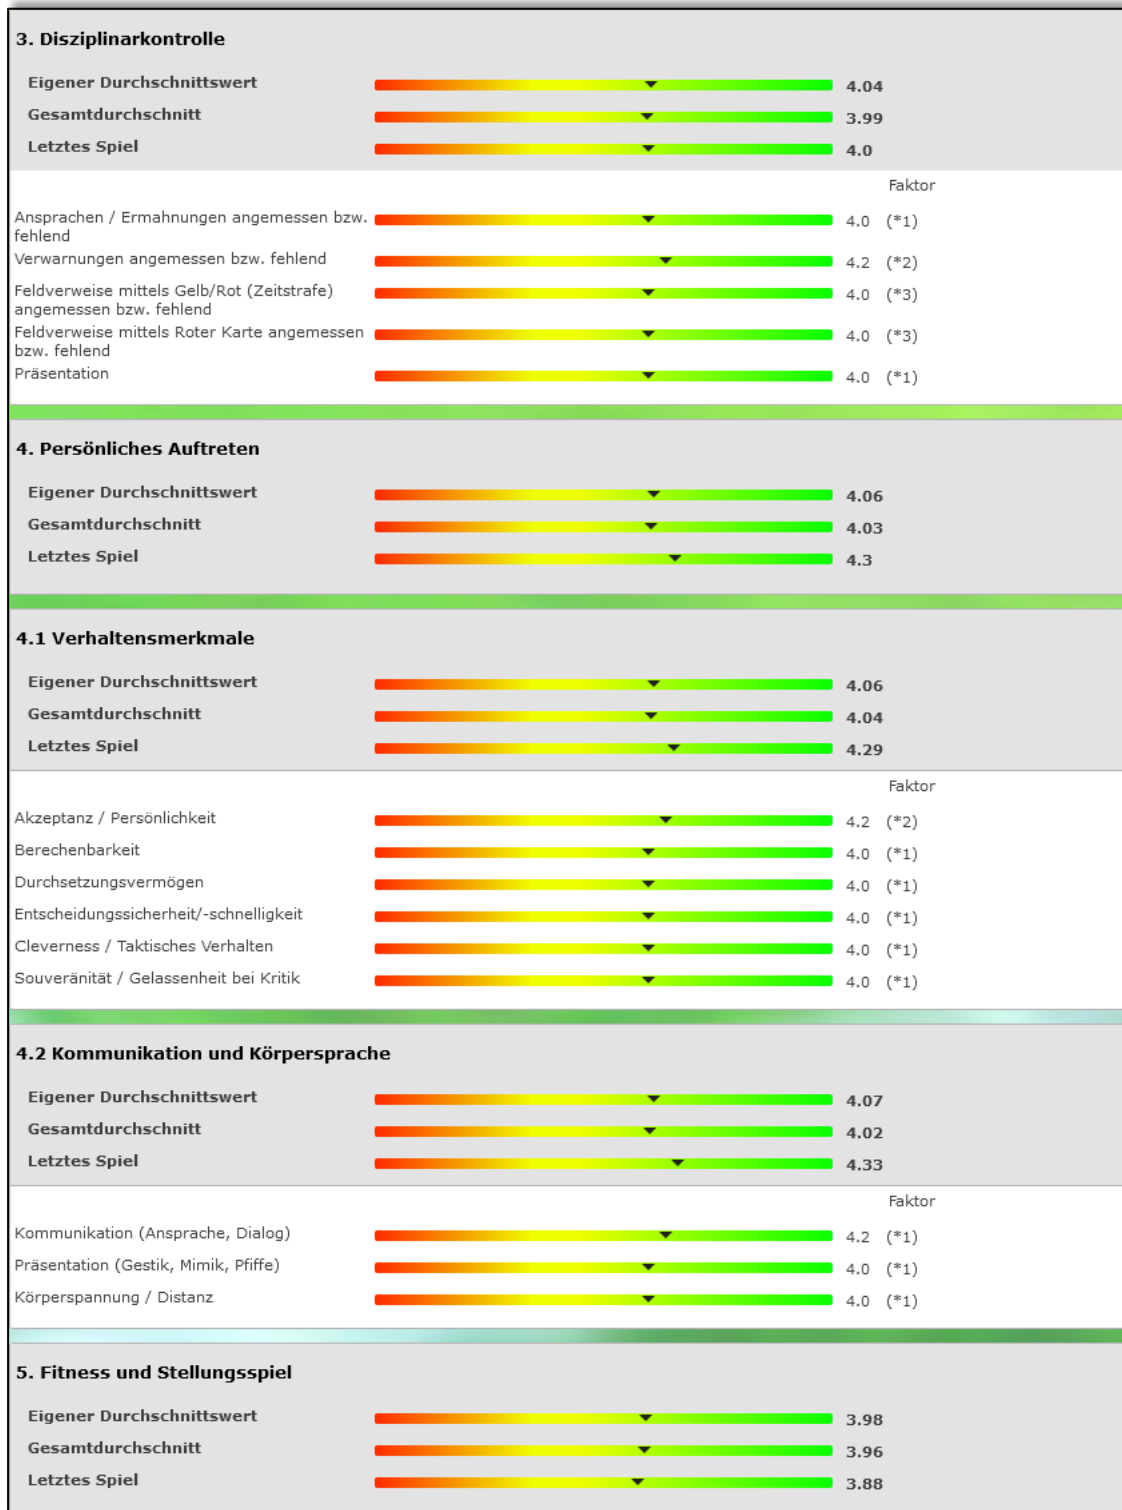 3. Disziplinarkontrolle
Eigener Durchschnittswert 4.04
Gesamtdurchschnitt 3.99
Letztes Spiel 4.0
Faktor
Ansprachen / Ermahnungen angemessen bzw. 4.0 (*1)
fehlend
Verwarnungen angemessen bzw. fehlend 4.2 (*2)
Feldverweise mittels Gelb/Rot (Zeitstrafe) 4.0 (*3)
angemessen bzw. fehlend
Feldverweise mittels Roter Karte angemessen 4.0 (*3)
bzw. fehlend
Präsentation 4.0 (*1)
4. Persönliches Auftreten
Eigener Durchschnittswert 4.06
Gesamtdurchschnitt 4.03
Letztes Spiel 4.3
4.1 Verhaltensmerkmale
Eigener Durchschnittswert 4.06
Gesamtdurchschnitt 4.04
Letztes Spiel 4.29
Faktor
Akzeptanz / Persönlichkeit 4.2 (*2)
Berechenbarkeit 4.0 (*1)
Durchsetzungsvermögen 4.0 (*1)
Entscheidungssicherheit/-schnelligkeit 4.0 (*1)
Cleverness / Taktisches Verhalten 4.0 (*1)
Souveränität / Gelassenheit bei Kritik 4.0 (*1)
4.2 Kommunikation und Körpersprache
Eigener Durchschnittswert 4.07
Gesamtdurchschnitt 4.02
Letztes Spiel 4.33
Faktor
Kommunikation (Ansprache, Dialog) 4.2 (*1)
Präsentation (Gestik, Mimik, Pfiffe) 4.0 (*1)
Körperspannung / Distanz 4.0 (*1)
5. Fitness und Stellungsspiel
Eigener Durchschnittswert 3.98
Gesamtdurchschnitt 3.96
Letztes Spiel 3.88